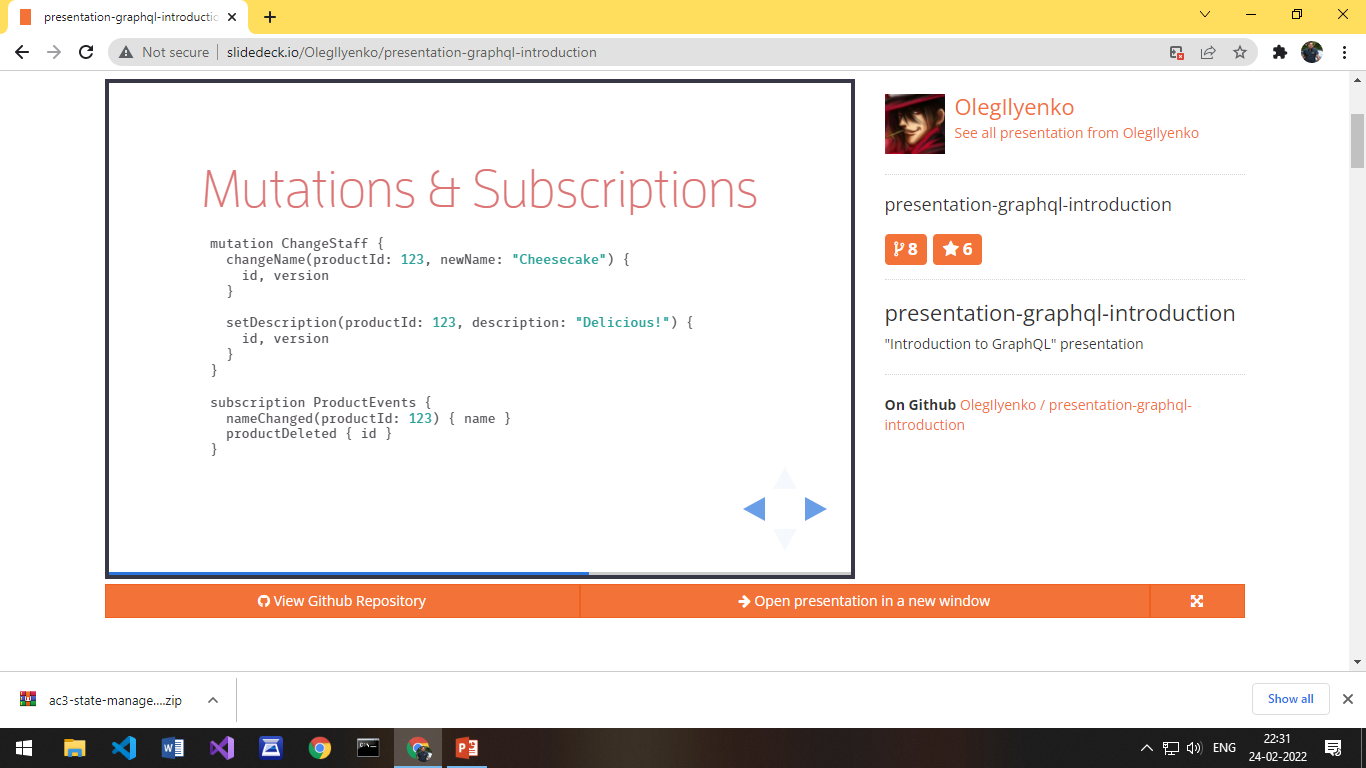 presentation-graphql-introductio
Not secure
slidedeck.io/OlegIlyenko/presentation-graphql-introduction
Mutations & Subscriptions
mutation ChangeStaff {
changeName(productId: 123, newName: "Cheesecake") {
id, version
}
setDescription(productId: 123, description: "Delicious!") {
id, version
}
}
subscription ProductEvents {
nameChanged(productId: 123) { name }
productDeleted { id }
}
OlegIlyenko
See all presentation from OlegIlyenko
presentation-graphql-introduction
8 6
presentation-graphql-introduction
"Introduction to GraphQL" presentation
On Github OlegIlyenko / presentation-graphql-
introduction
View Github Repository
Open presentation in a new window
ac3-state-manage....zip
Show all
ENG
22:31
24-02-2022